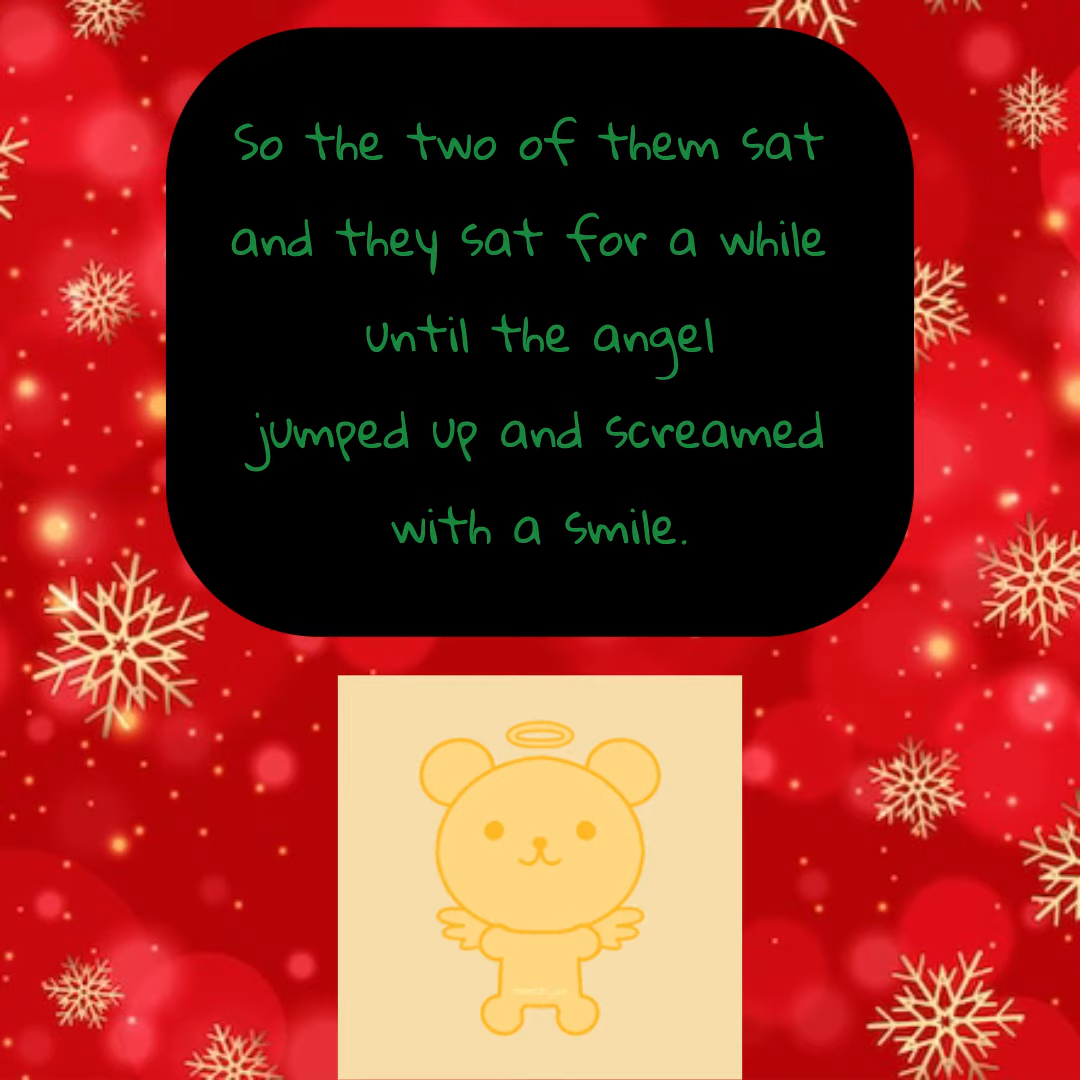 So the two of them sat
and they sat for a while
until the angel
jumped up and screamed
with a smile.